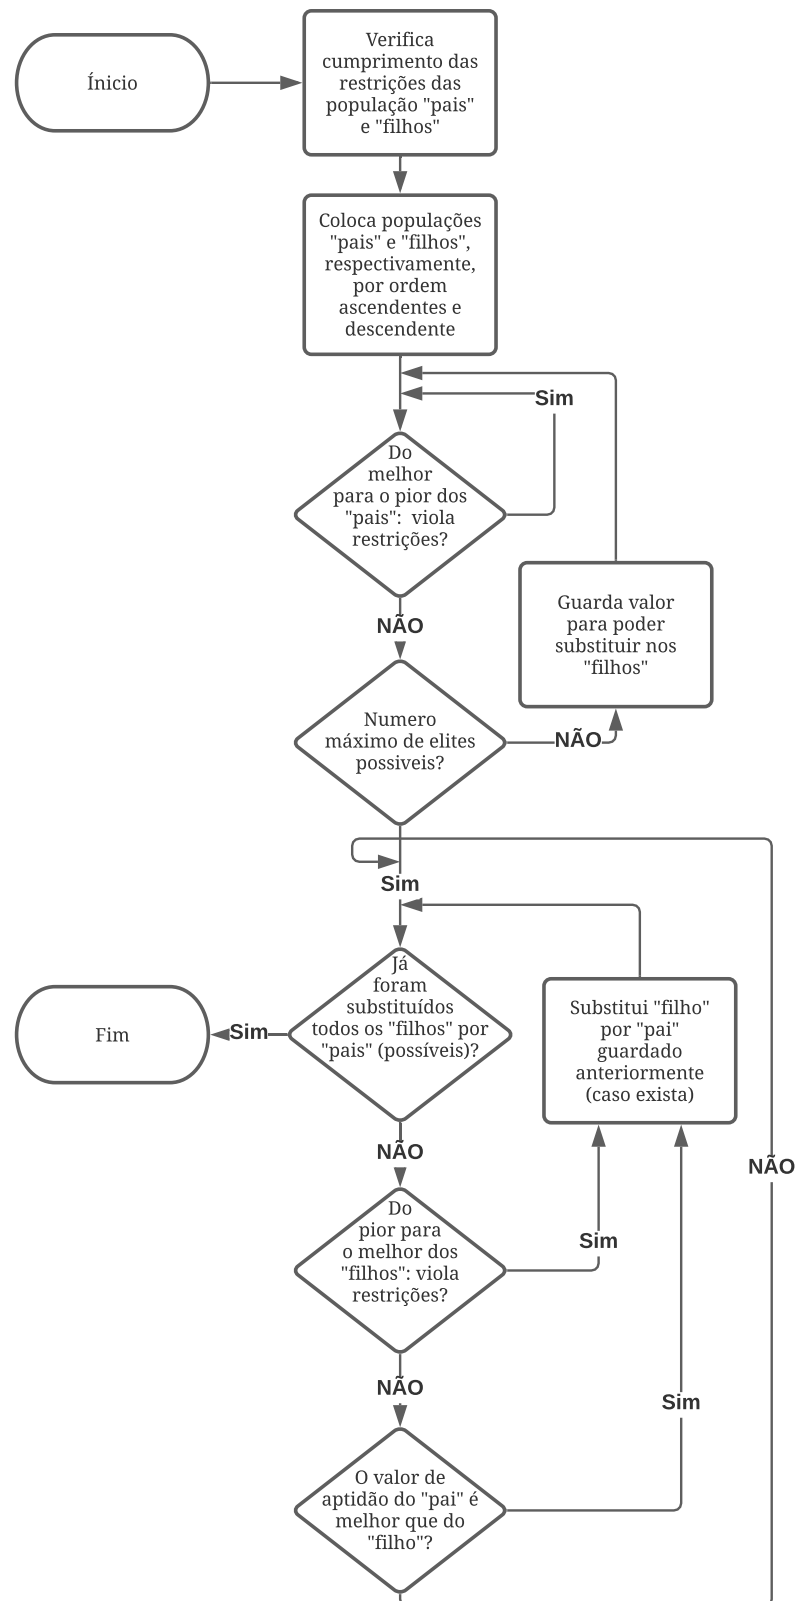 Ínicio
Verifica
cumprimento das
restrições das
população "pais"
e "filhos"
Coloca populações
"pais" e "filhos",
respectivamente,
por ordem
ascendentes e
descendente
Sim
Do
melhor
para o pior dos
"pais": viola
restrições?
Guarda valor
para poder
substituir nos
"filhos"
NÃO
Numero
máximo de elites
possiveis?
NÃO
Sim
Já
foram
substituídos
todos os "filhos" por
"pais" (possíveis)?
Sim
Fim
Substitui "filho"
por "pai"
guardado
anteriormente
(caso exista)
NÃO
NÃO
Do
pior para
o melhor dos
"filhos": viola
restrições?
Sim
NÃO
Sim
O valor de
aptidão do "pai" é
melhor que do
"filho"?